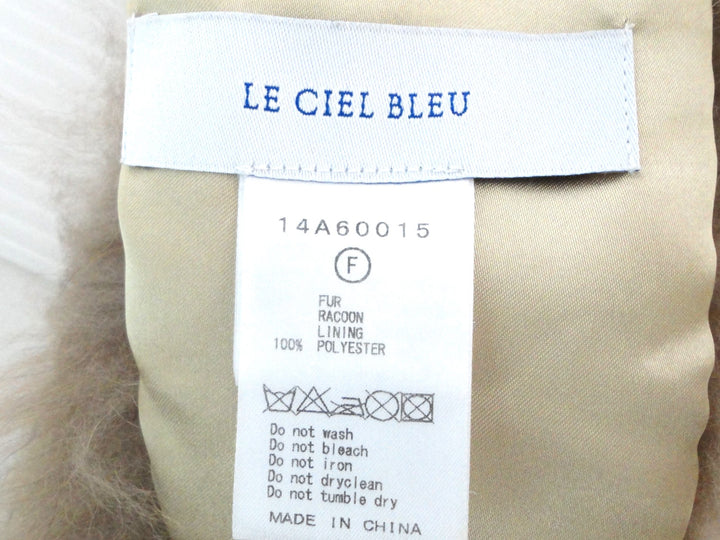 LE CIEL BLEU
14A60015
F
FUR
RACOON
LINING
100% POLYESTER
Do not wash
Do not bleach
Do not iron
Do not dryclean
Do not tumble dry
MADE IN CHINA